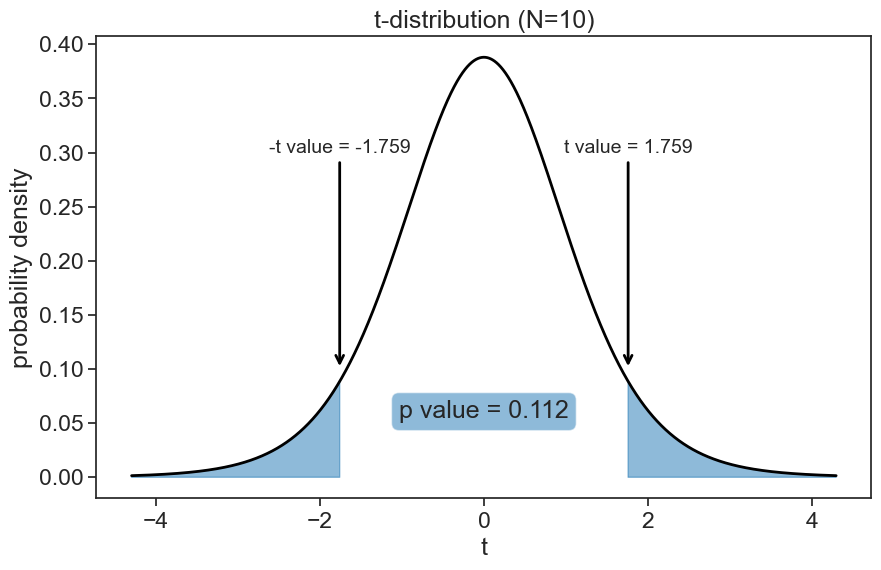 t-distribution (N=10)
probability density
0.40
0.35
0.30
0.25
0.20
0.15
0.10
0.05
0.00
-t value = -1.759
t value = 1.759
p value = 0.112
−4
−2
0
2
4
t